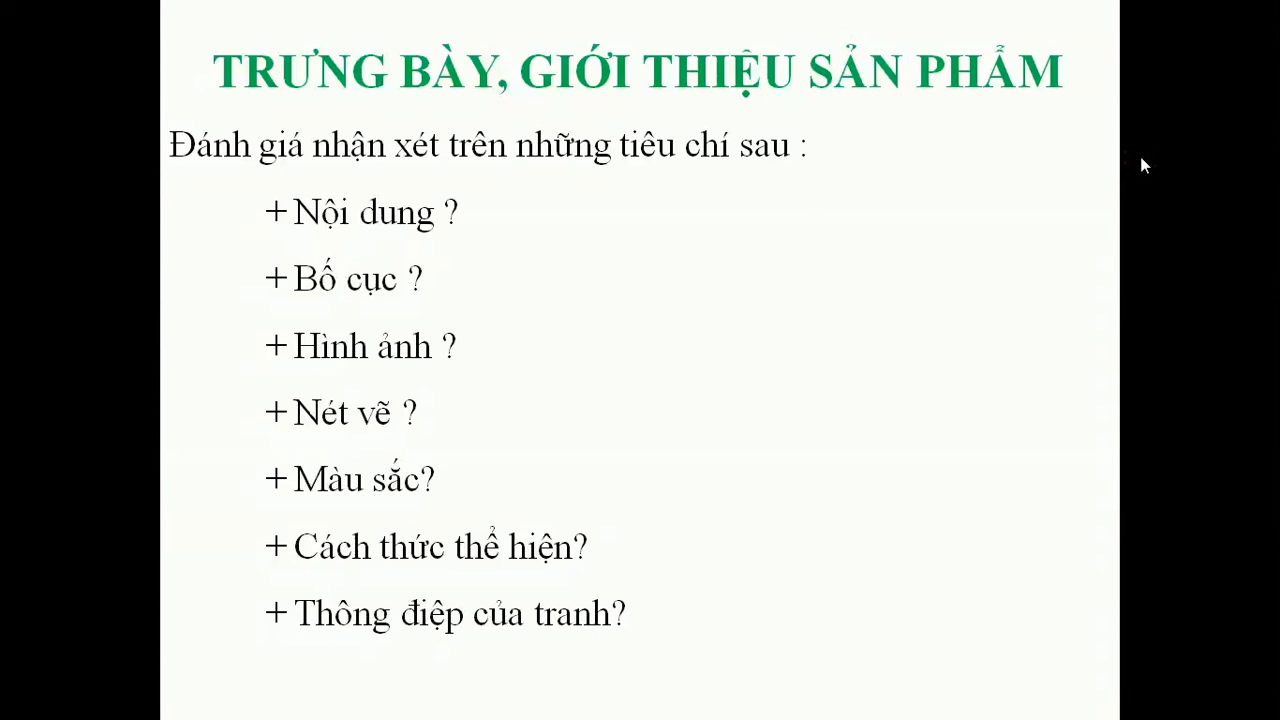 TRƯNG BÀY, GIỚI THIỆU SẢN PHẨM
Đánh giá nhận xét trên những tiêu chí sau :
+ Nội dung ?
+ Bố cục ?
+ Hình ảnh ?
+ Nét vẽ ?
+ Màu sắc?
+ Cách thức thể hiện?
+ Thông điệp của tranh?